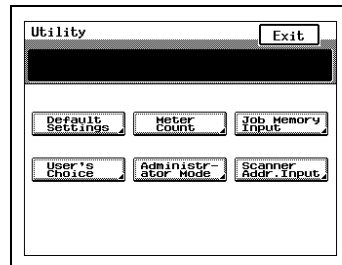 Utility
Exit
Default
Settings
Meter
Count
Job Memory
Input
User's
Choice
Administr-
ator Mode
Scanner
Addr.Input